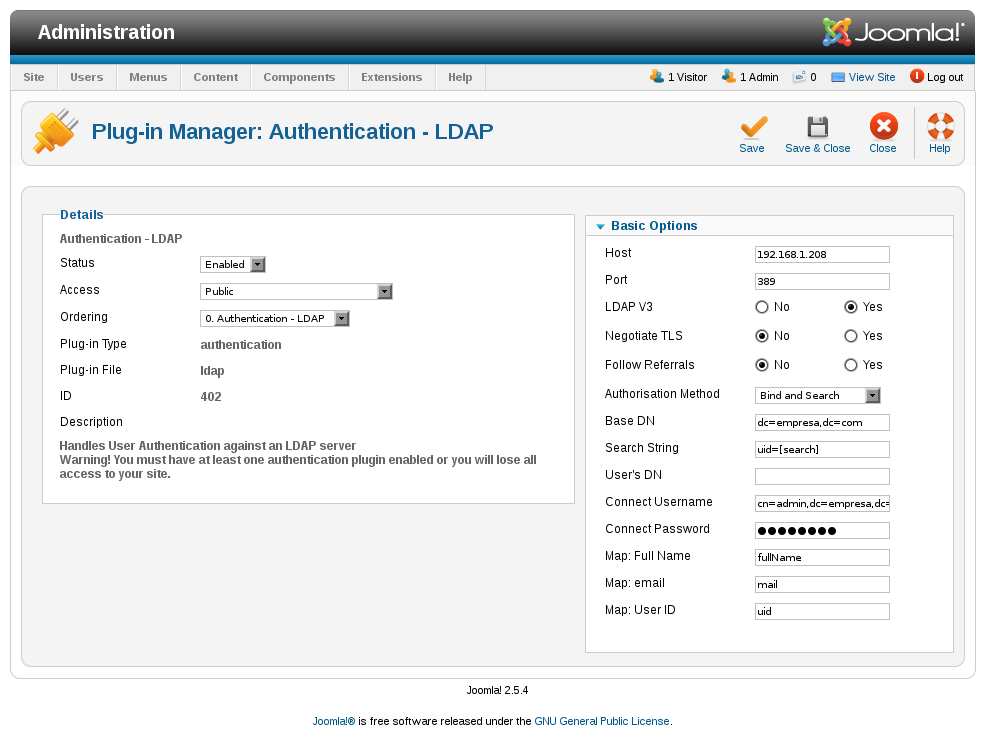 Administration
Joomla!
Site Users Menus Content Components Extensions Help
1 Visitor 1 Admin 0 View Site Log out
Plug-in Manager: Authentication - LDAP
Save Save & Close Close Help
Details
Authentication - LDAP
Status Enabled
Access Public
Ordering 0. Authentication - LDAP
Plug-in Type authentication
Plug-in File ldap
ID 402
Description
Handles User Authentication against an LDAP server
Warning! You must have at least one authentication plugin enabled or you will lose all
access to your site.
Basic Options
Host 192.168.1.208
Port 389
LDAP V3 No Yes
Negotiate TLS No Yes
Follow Referrals No Yes
Authorisation Method Bind and Search
Base DN dc=empresa,dc=com
Search String uid=[search]
User's DN
Connect Username cn=admin,dc=empresa,dc=
Connect Password ●●●●●●●●
Map: Full Name fullName
Map: email mail
Map: User ID uid
Joomla! 2.5.4
Joomla!® is free software released under the GNU General Public License.